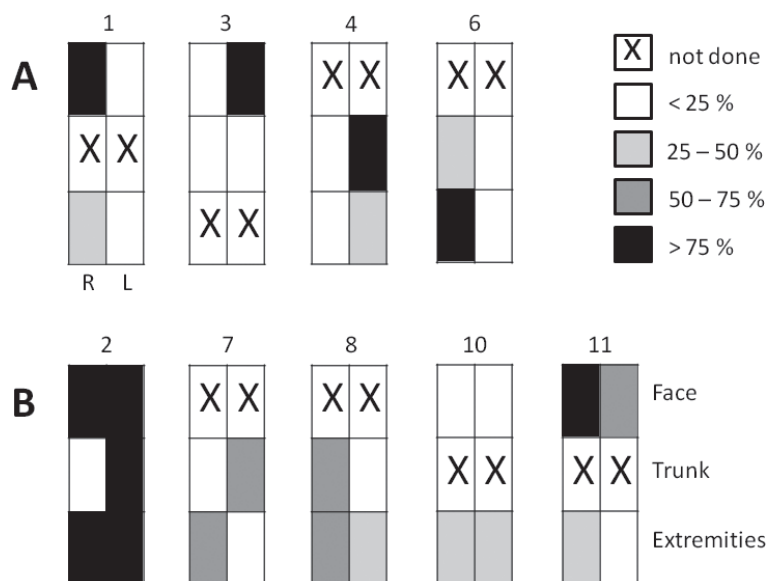 1 3 4 6
A
X X X X X not done
X X < 25 %
25 – 50 %
X X 50 – 75 %
> 75 %
R L
2 7 8 10 11
B
X X X X Face
X X X X Trunk
Extremities